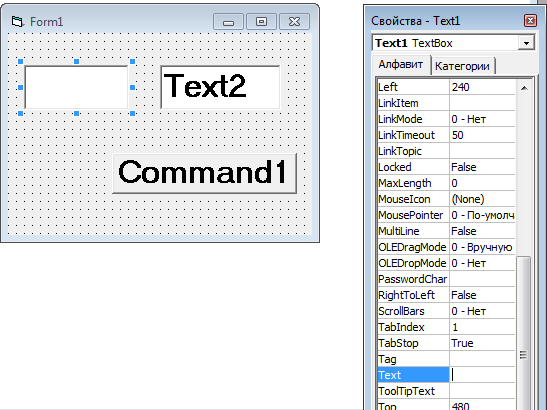 Form1
Text2
Command1
Свойства - Text1
Text1 TextBox
Алфавит Категории
Left 240
LinkItem
LinkMode 0 - Нет
LinkTimeout 50
LinkTopic
Locked False
MaxLength 0
MouseIcon (None)
MousePointer 0 - По-умолч
MultiLine False
OLEDragMode 0 - Вручную
OLEDropMode 0 - Нет
PasswordChar
RightToLeft False
ScrollBars 0 - Нет
TabIndex 1
TabStop True
Tag
Text
ToolTipText
Top 480